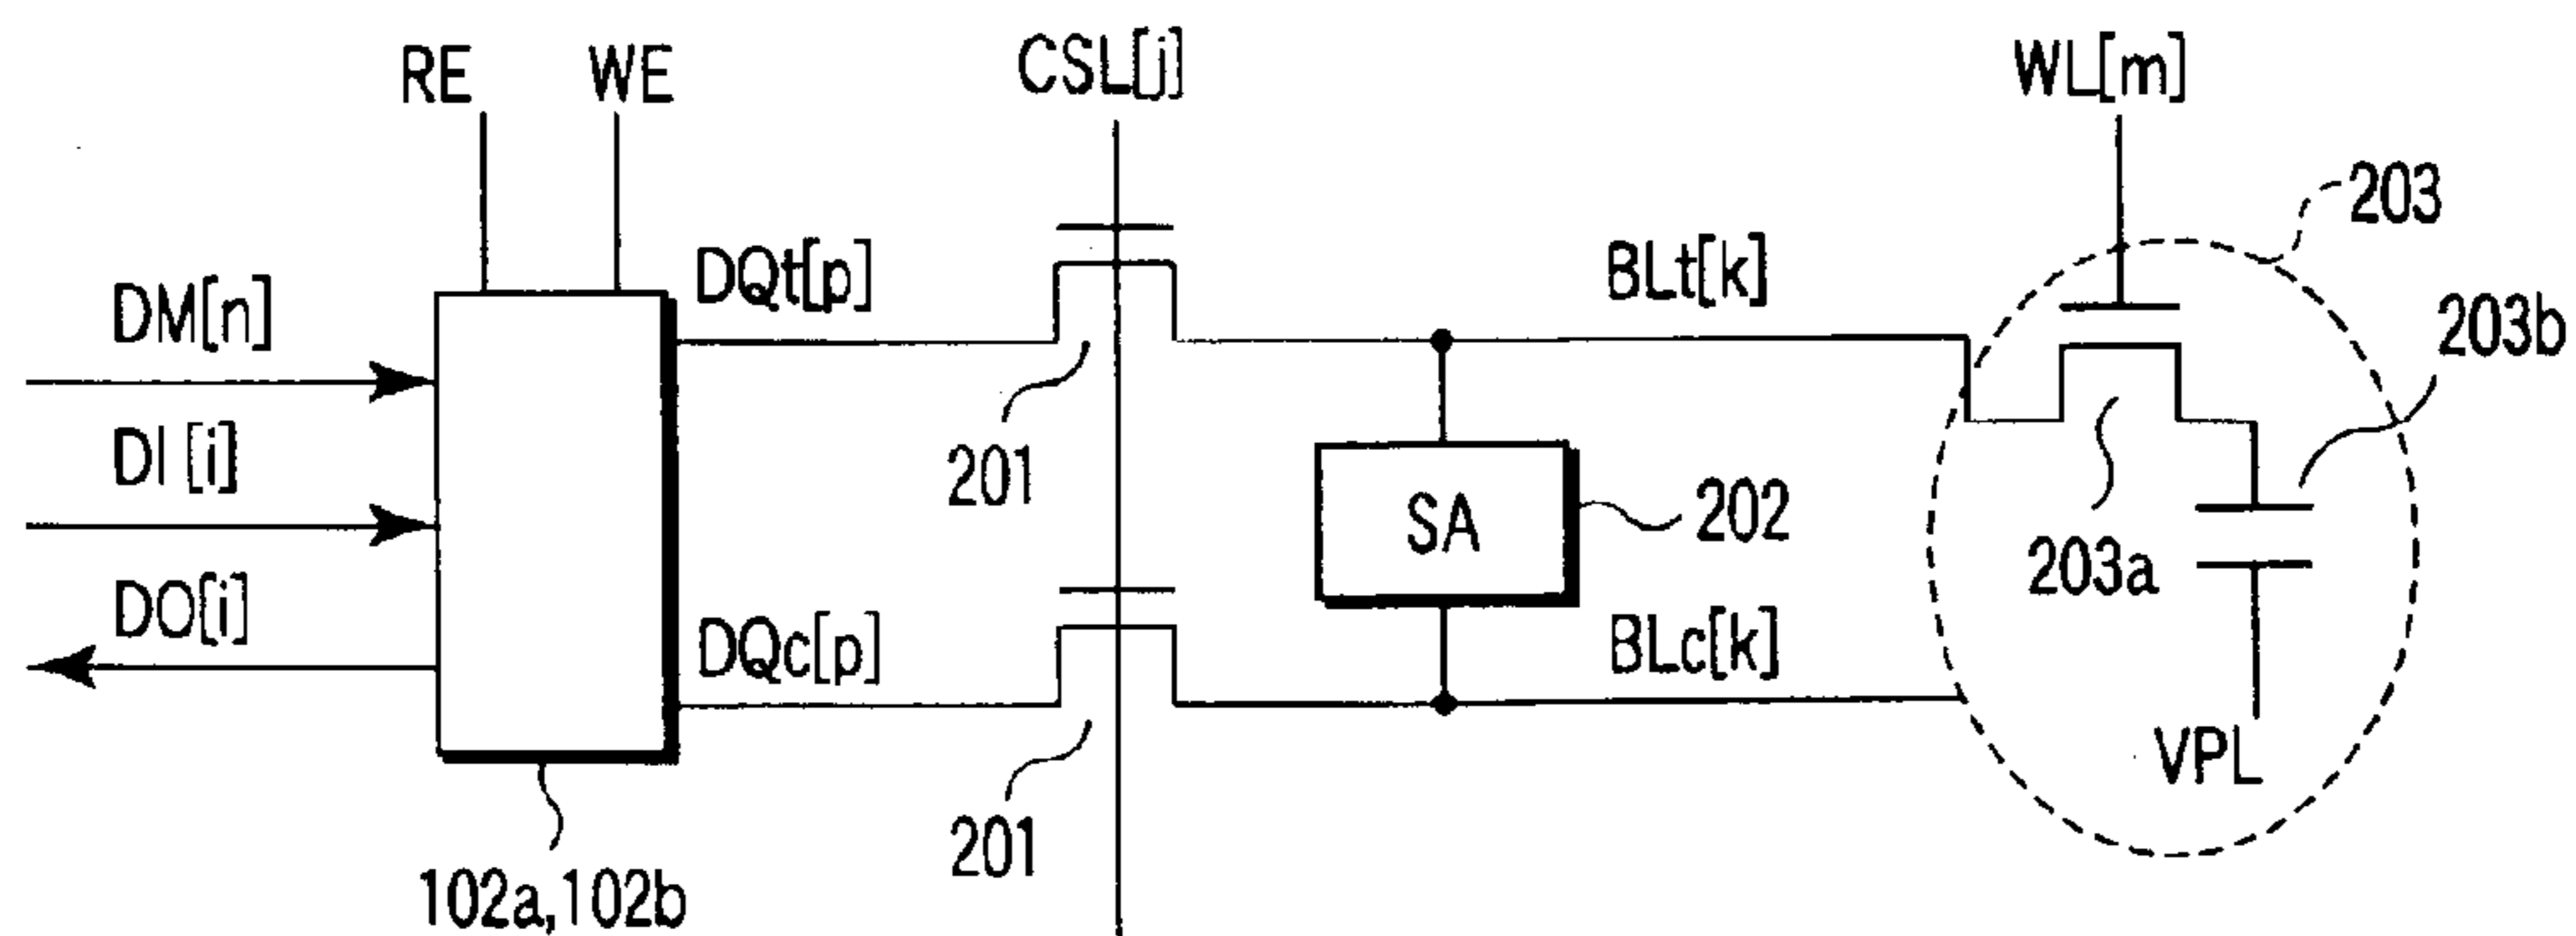 RE
WE
CSL[j]
WL[m]
203
DM[n]
DQt[p]
BLt[k]
203b
DI[i]
201
SA
202
203a
DO[i]
DQc[p]
BLc[k]
VPL
201
102a,102b